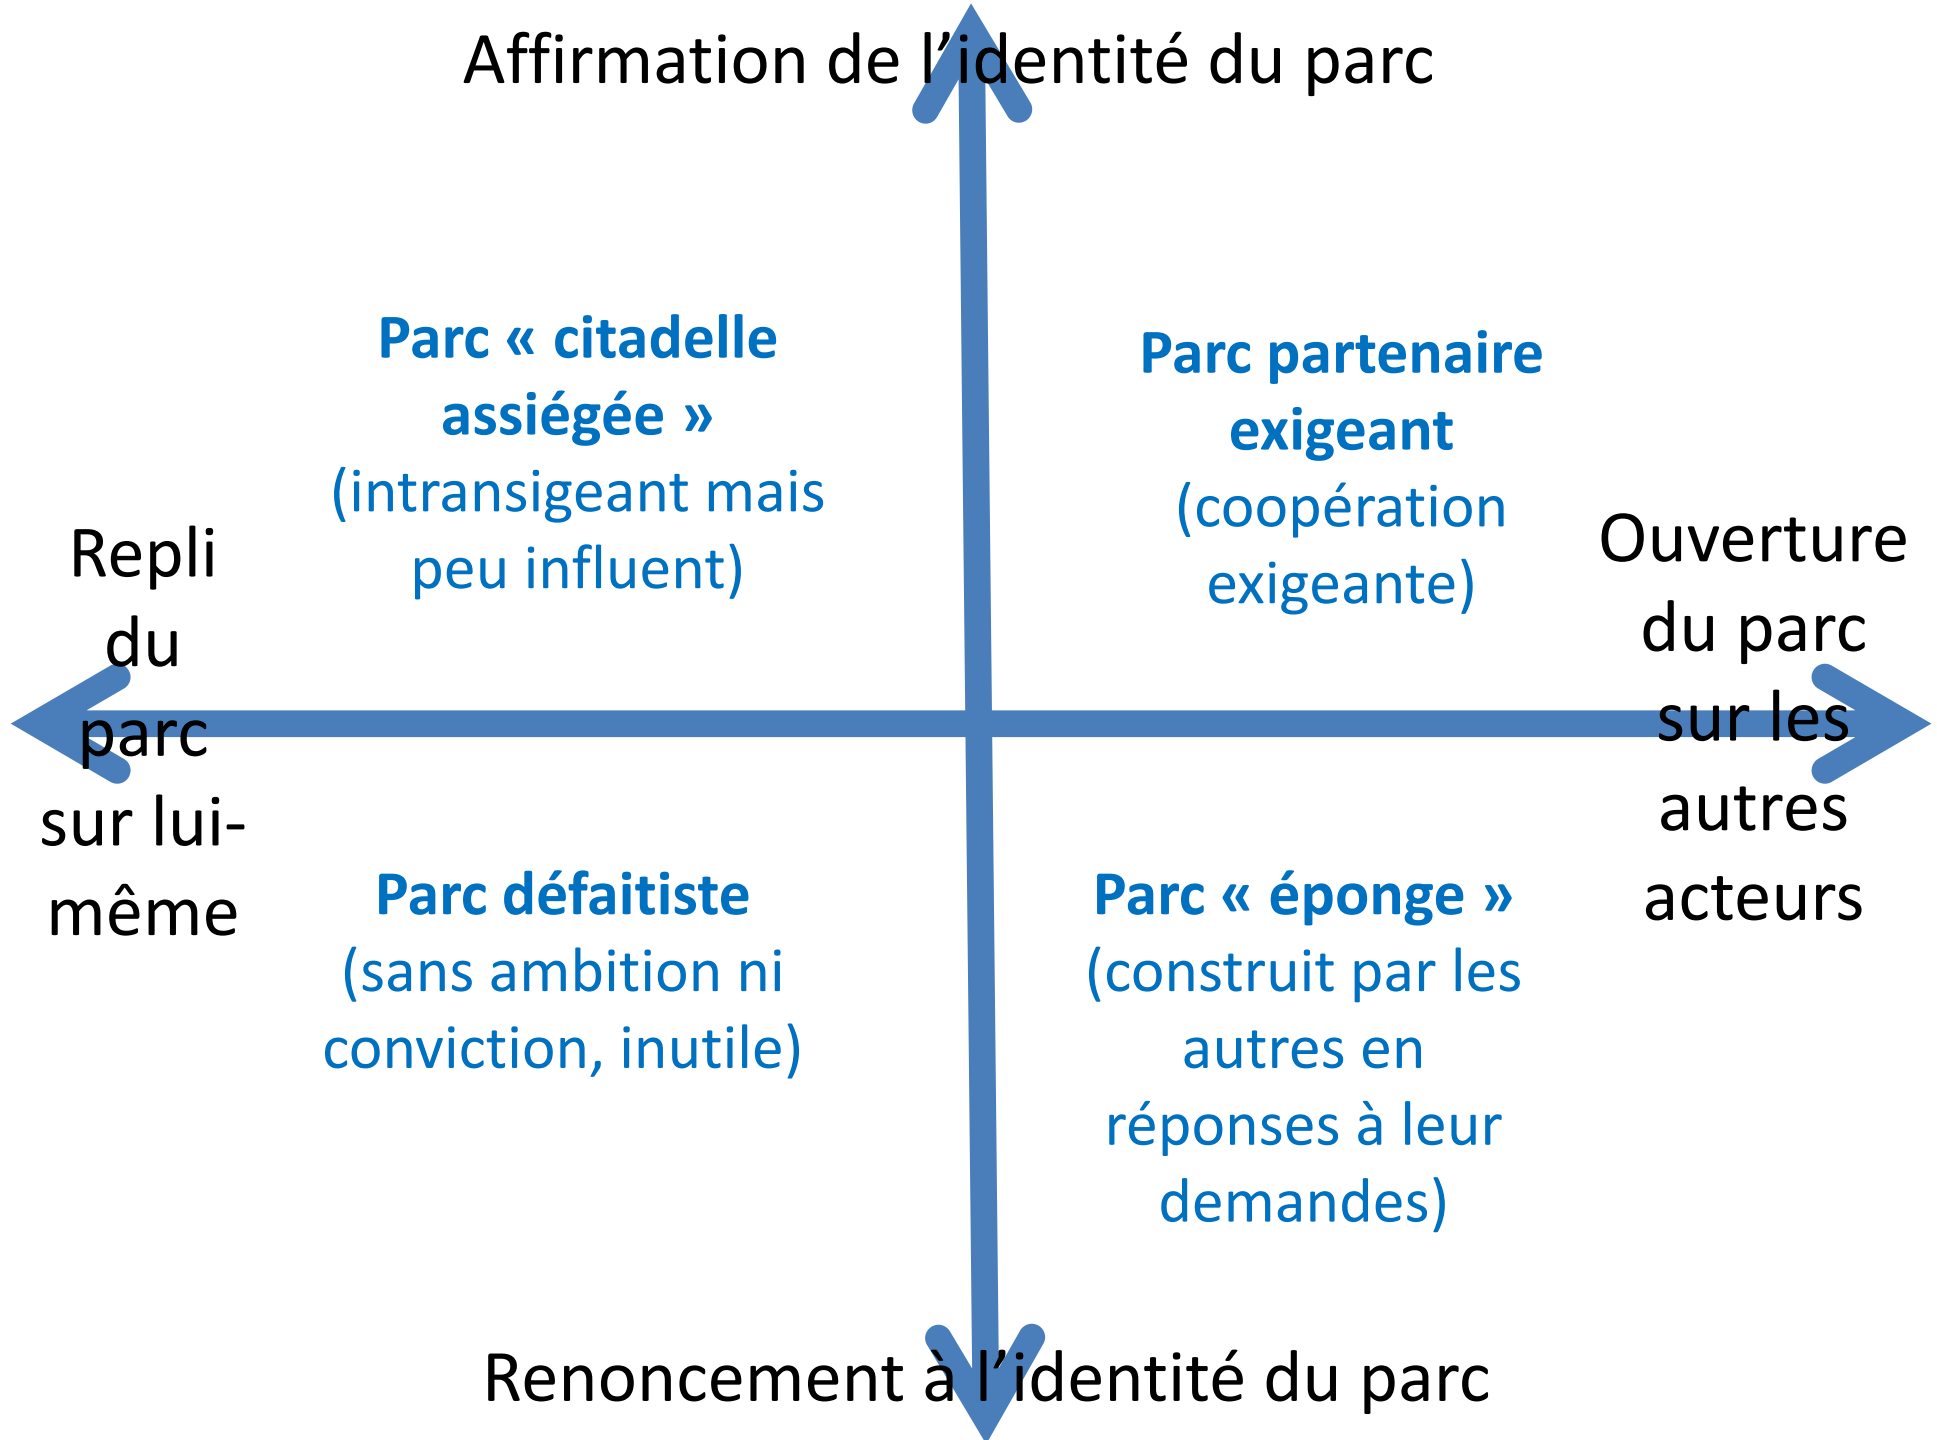 Affirmation de l’identité du parc
Parc « citadelle
assiégée »
(intransigeant mais
peu influent)
Parc partenaire
exigeant
(coopération
exigeante)
Repli
du
parc
sur lui-
même
Ouverture
du parc
sur les
autres
acteurs
Parc défaitiste
(sans ambition ni
conviction, inutile)
Parc « éponge »
(construit par les
autres en
réponses à leur
demandes)
Renoncement à l’identité du parc